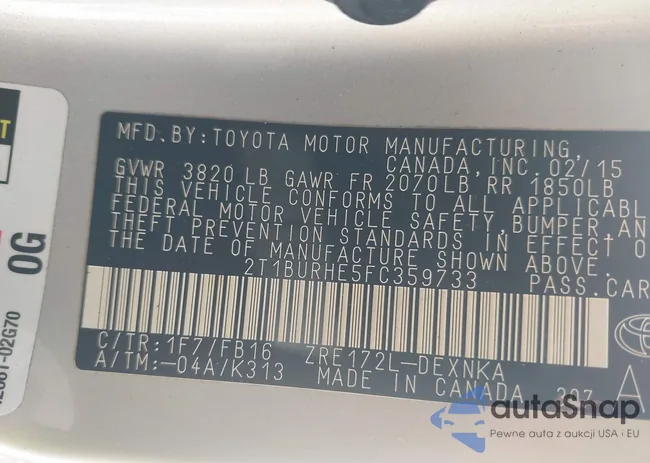 MFD.BY:TOYOTA MOTOR MANUFACTURING,
CANADA, INC. 02/15
GVWR 3820 LB GAWR FR 2070LB RR 1850LB
THIS VEHICLE CONFORMS TO ALL APPLICABL
FEDERAL MOTOR VEHICLE SAFETY, BUMPER, AN
THEFT PREVENTION STANDARDS IN EFFECT O
THE DATE OF MANUFACTURE SHOWN ABOVE.
2T1BURHE5FC359733 PASS.CAR
C/TR:1F7/FB16 ZRE172L-DEXNKA
A/TM:-04A/K313 MADE IN CANADA A
T
0G
02G70
autoSnap
Pewne auta z aukcji USA i EU